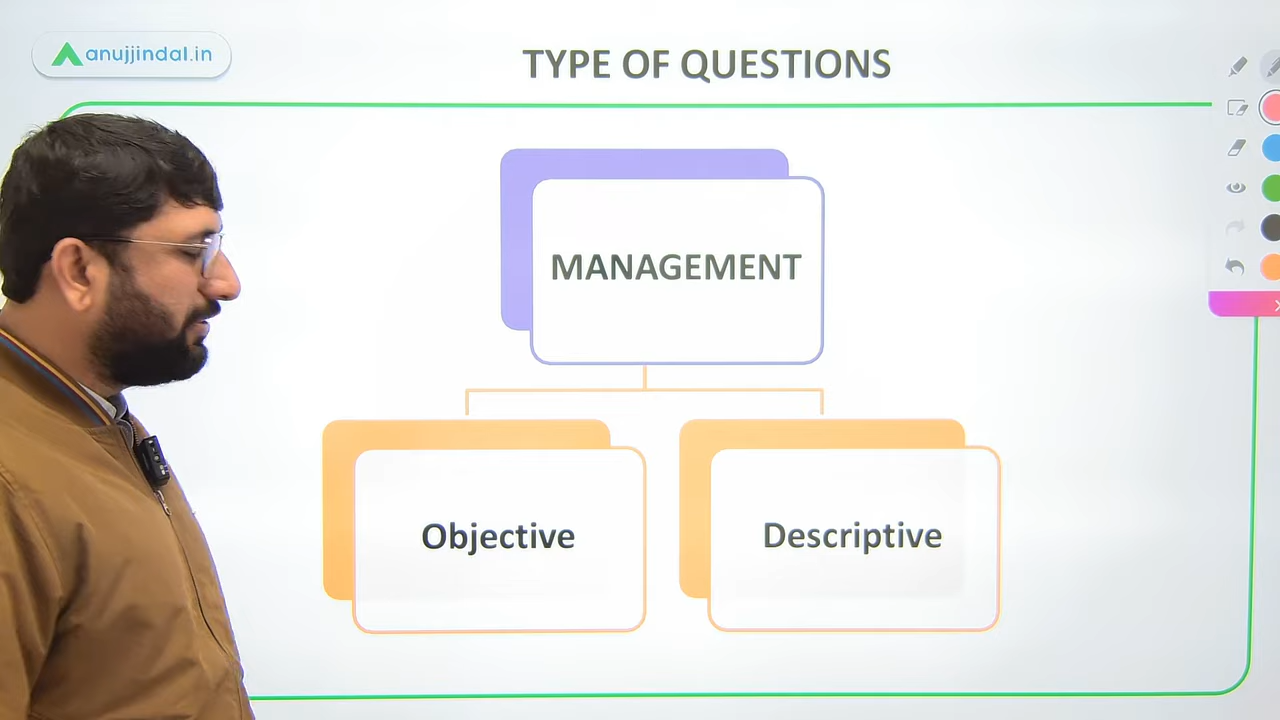 anujjindal.in
TYPE OF QUESTIONS
MANAGEMENT
Objective
Descriptive